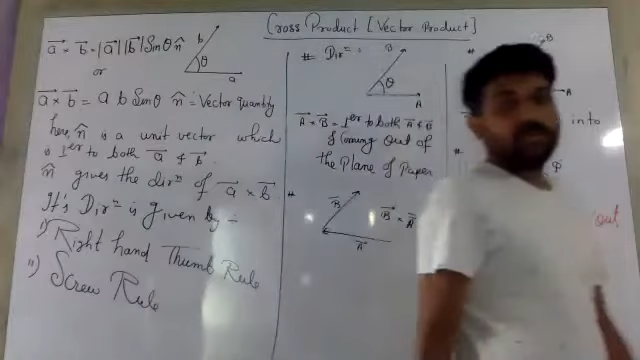 Cross Product [Vector Product]
a⃗ × b⃗ = |a⃗| |b⃗| Sinθ n̂
or
b
θ
a
a⃗ × b⃗ = a b Sinθ n̂ = Vector quantity
here, n̂ is a unit vector which
is ⊥er to both a⃗ & b⃗.
n̂ gives the dirⁿ of a⃗ × b⃗
It's Dirⁿ is given by :-
i) Right hand Thumb Rule
ii) Screw Rule
# Dirⁿ :
B
θ
A
A⃗ × B⃗ = ⊥er to both A⃗ & B⃗
& Coming Out of
the Plane of Paper
#
B⃗
A⃗
B⃗ × A⃗
#
B
A
into
#
out